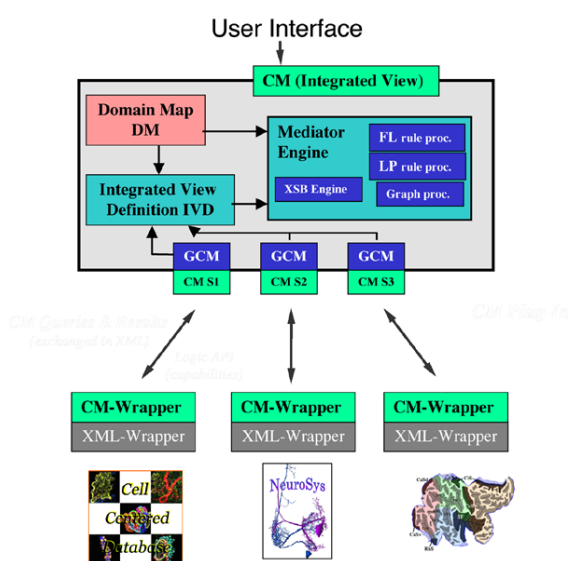 User Interface
CM (Integrated View)
Domain Map
DM
Mediator
Engine
FL rule proc.
LP rule proc.
XSB Engine
Graph proc.
Integrated View
Definition IVD
GCM
GCM
GCM
CM S1
CM S2
CM S3
CM Queries & Results
(exchanged in XML)
CM Plug-In
Logic API
(capabilities)
CM-Wrapper
CM-Wrapper
CM-Wrapper
XML-Wrapper
XML-Wrapper
XML-Wrapper
Cell
Centered
Database
NeuroSys